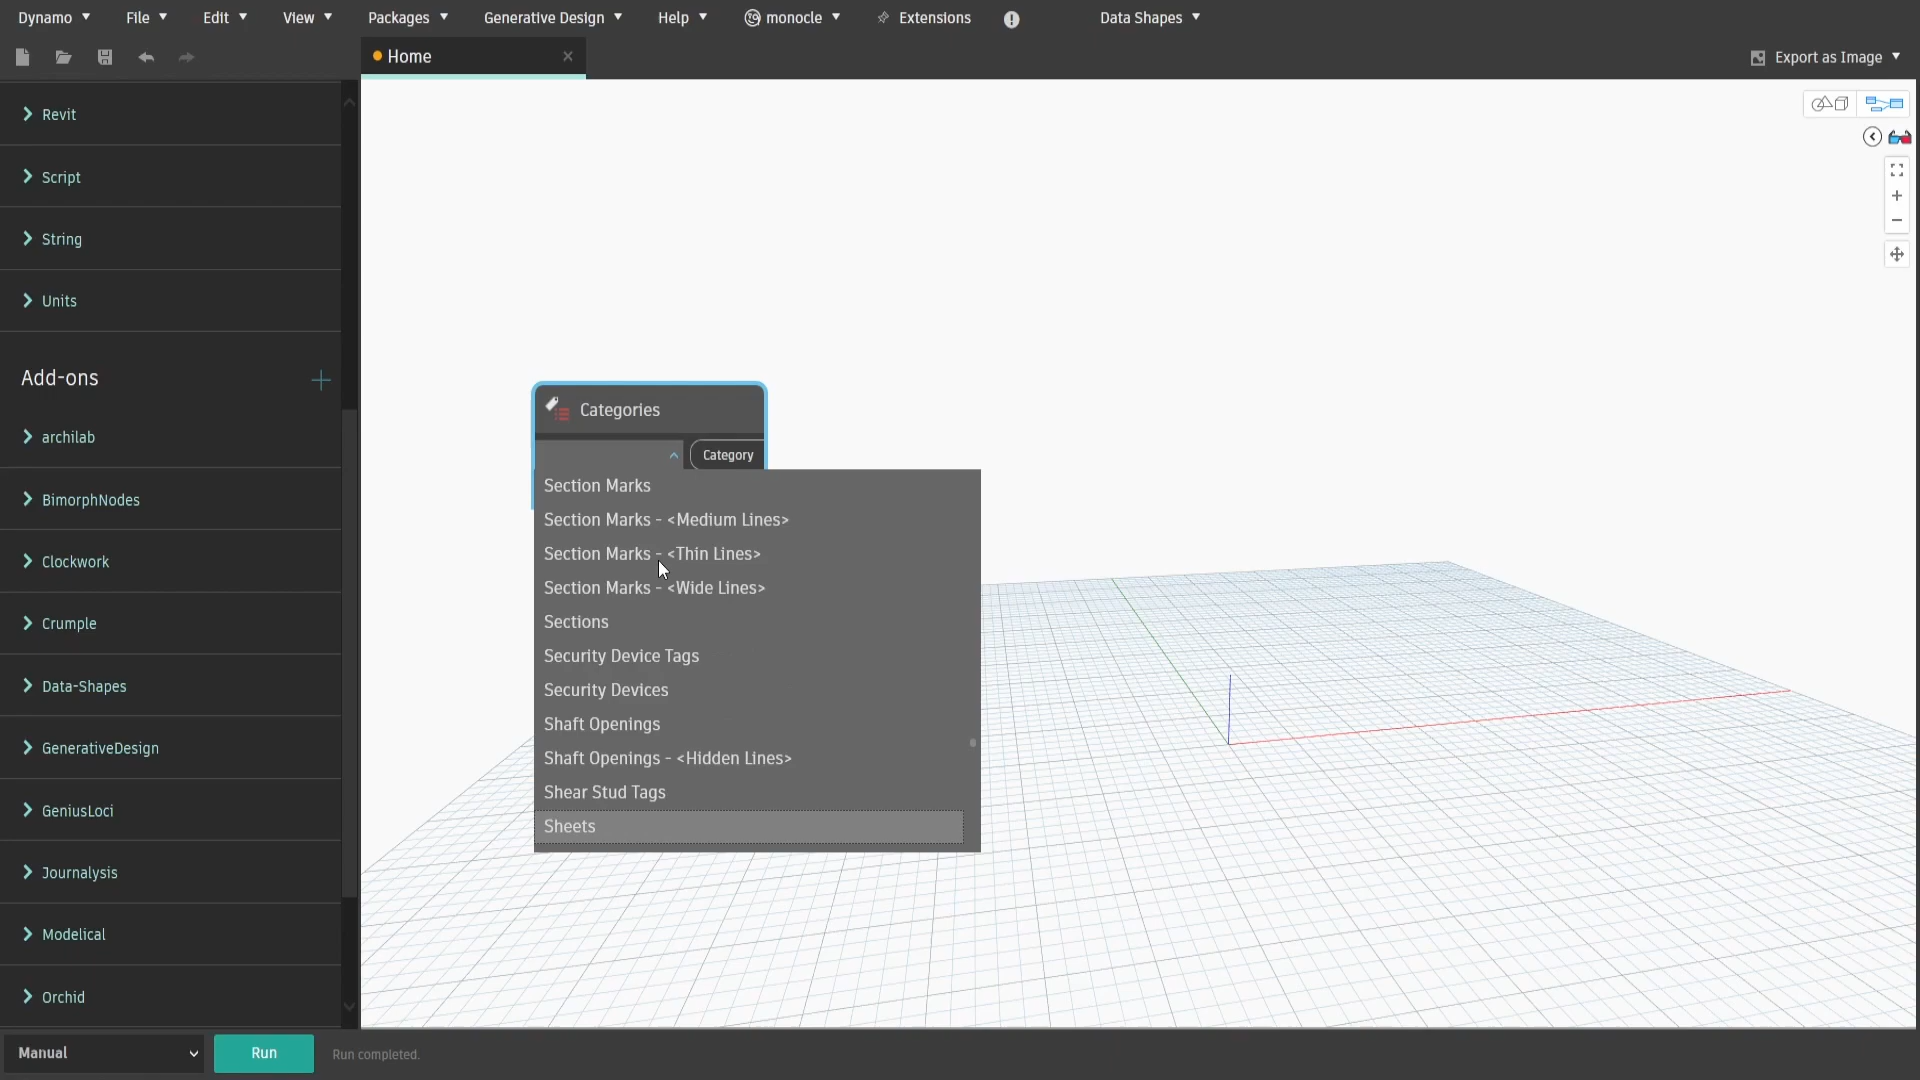 Dynamo File Edit View Packages Generative Design Help monocle Extensions Data Shapes
Home Export as Image
Revit
Script
String
Units
Add-ons
archilab
BimorphNodes
Clockwork
Crumple
Data-Shapes
GenerativeDesign
GeniusLoci
Journalysis
Modelical
Orchid
Categories
Category
Section Marks
Section Marks - <Medium Lines>
Section Marks - <Thin Lines>
Section Marks - <Wide Lines>
Sections
Security Device Tags
Security Devices
Shaft Openings
Shaft Openings - <Hidden Lines>
Shear Stud Tags
Sheets
Manual Run Run completed.